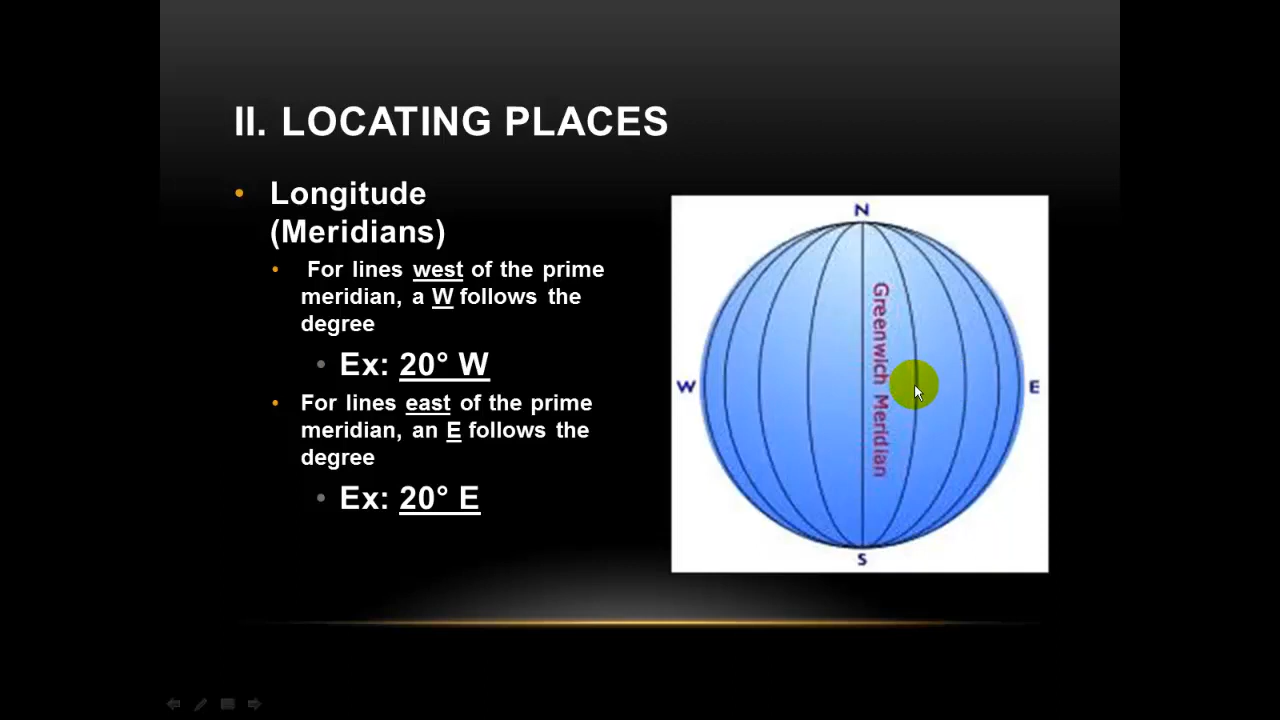 II. LOCATING PLACES
• Longitude
(Meridians)
• For lines west of the prime
meridian, a W follows the
degree
• Ex: 20° W
• For lines east of the prime
meridian, an E follows the
degree
• Ex: 20° E
N
Greenwich Meridian
W
E
S